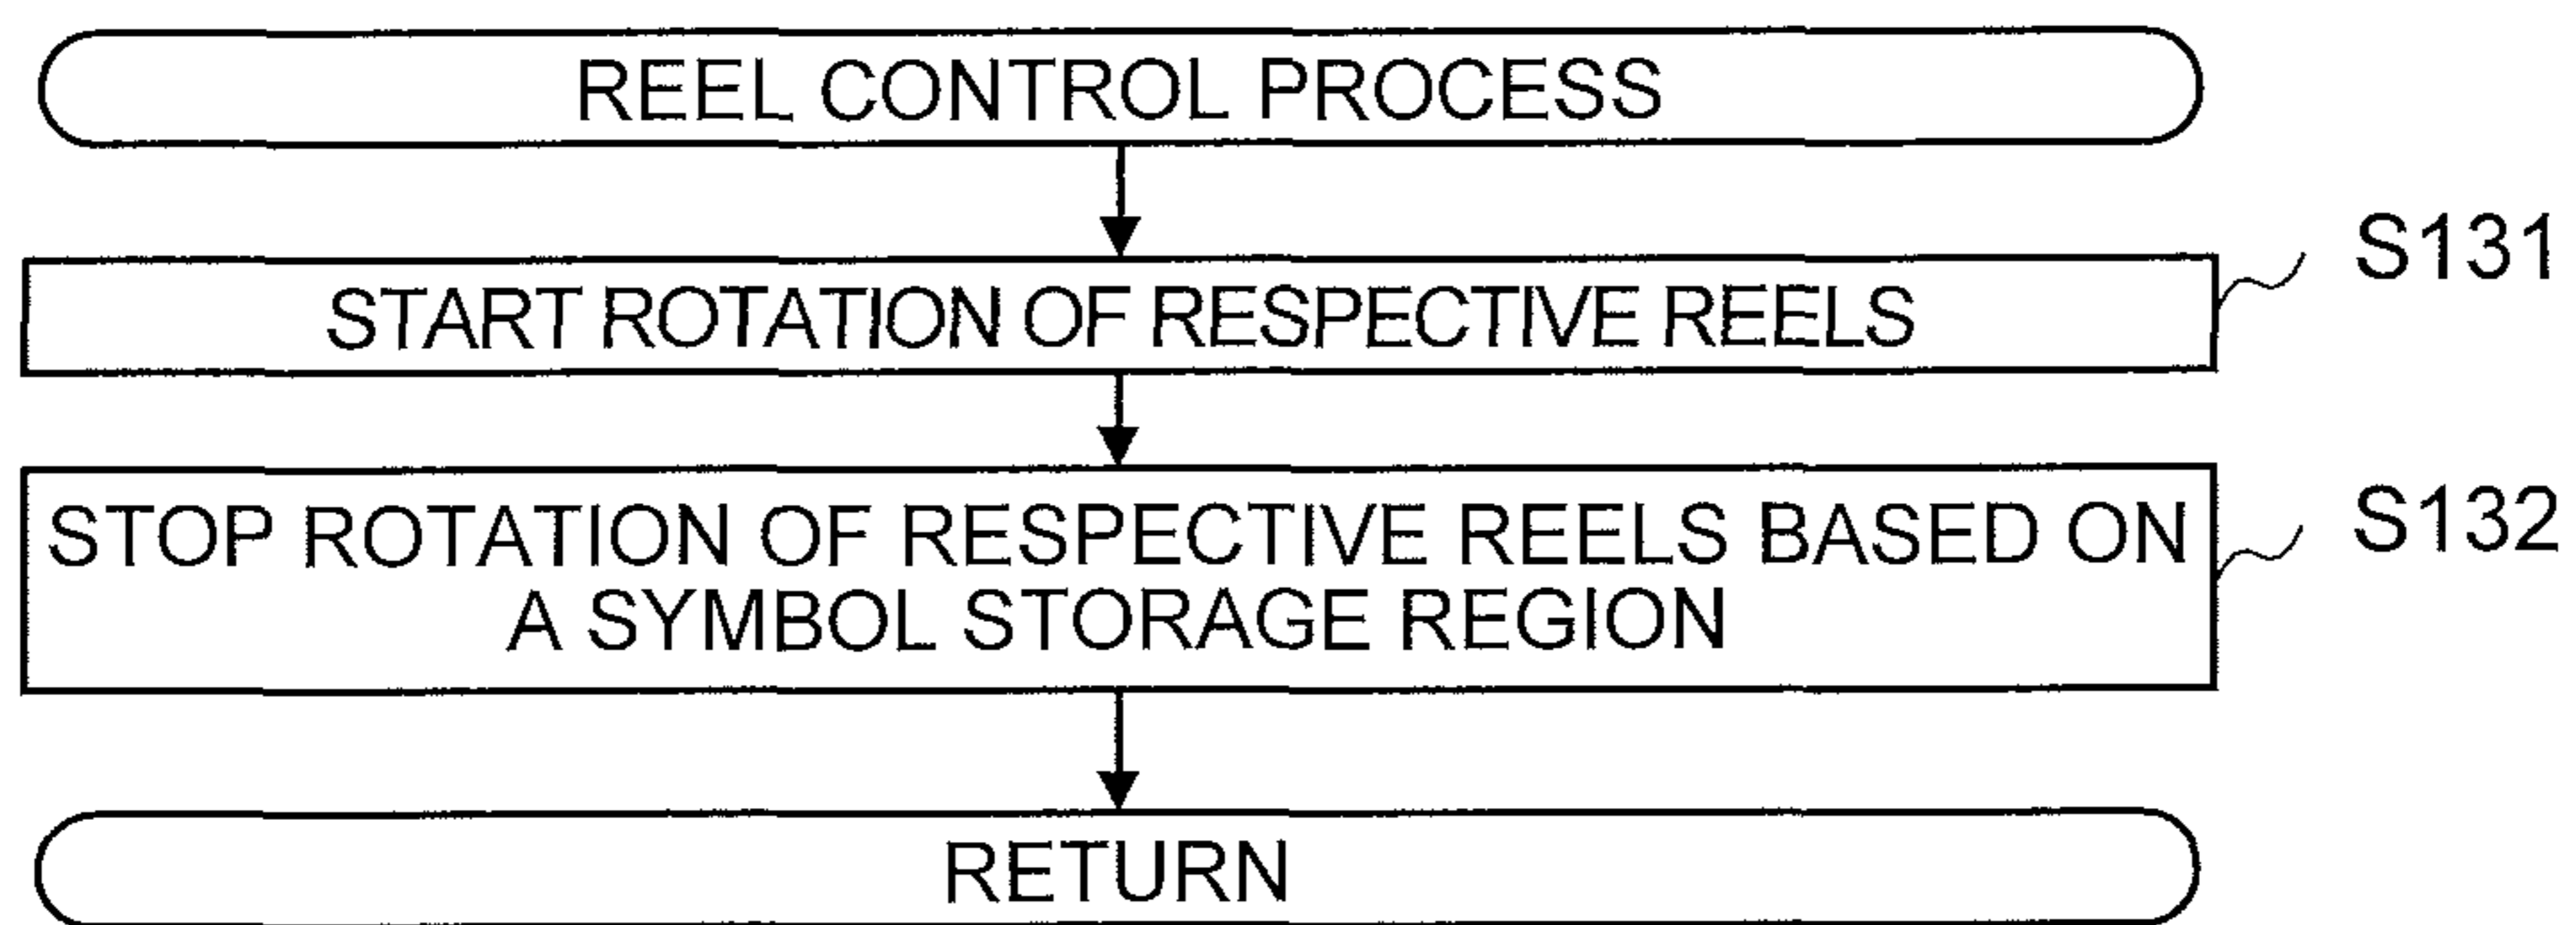 REEL CONTROL PROCESS
START ROTATION OF RESPECTIVE REELS
S131
STOP ROTATION OF RESPECTIVE REELS BASED ON
A SYMBOL STORAGE REGION
S132
RETURN